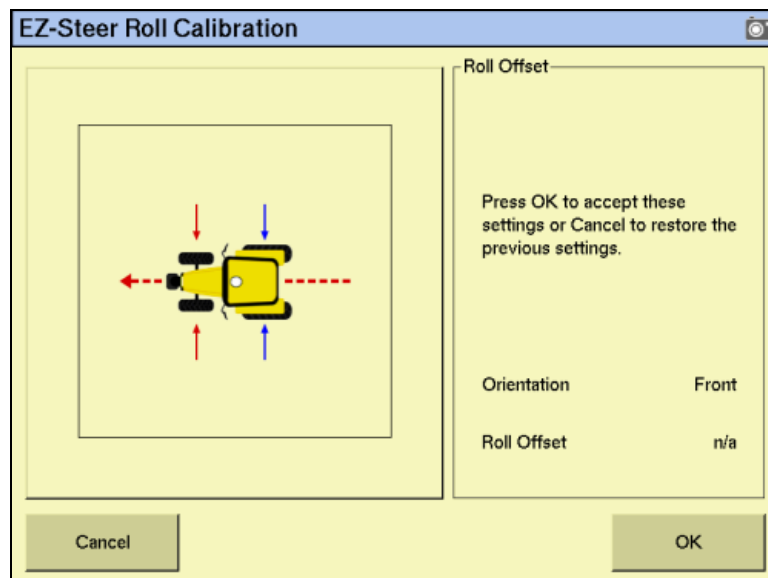 EZ-Steer Roll Calibration
Roll Offset
Press OK to accept these
settings or Cancel to restore the
previous settings.
Orientation Front
Roll Offset n/a
Cancel OK